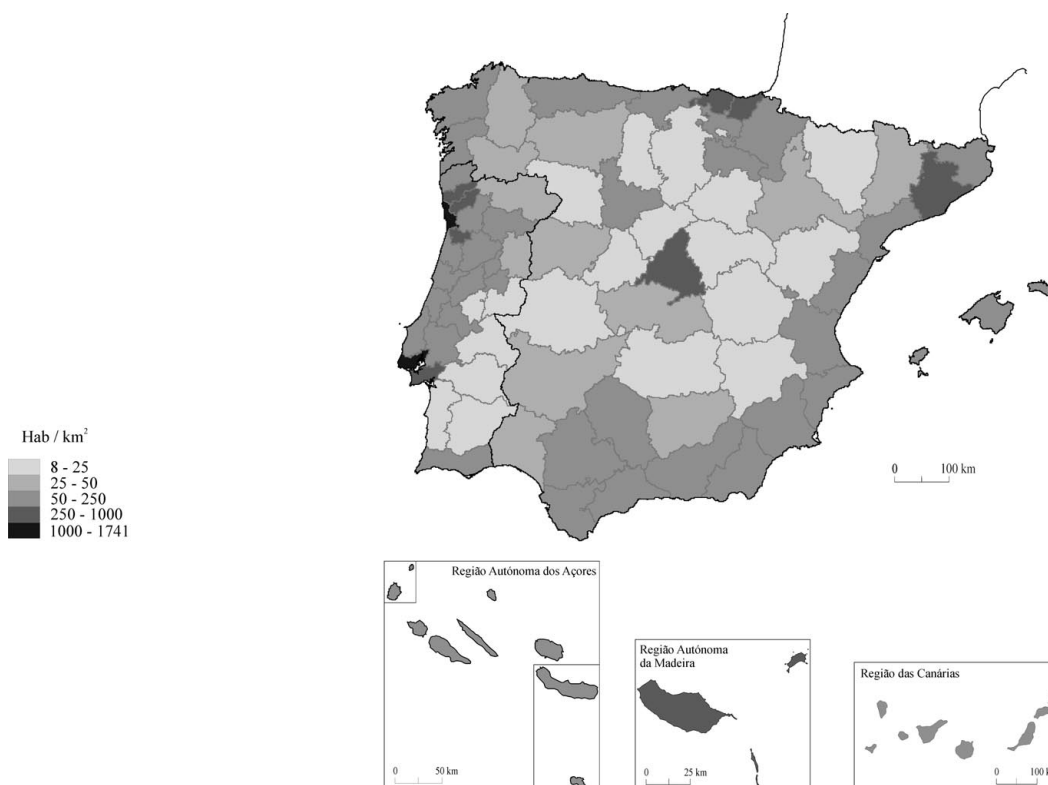 Hab / km²
8 - 25
25 - 50
50 - 250
250 - 1000
1000 - 1741
0 100 km
Região Autónoma dos Açores
0 50 km
Região Autónoma
da Madeira
0 25 km
Região das Canárias
0 100 k